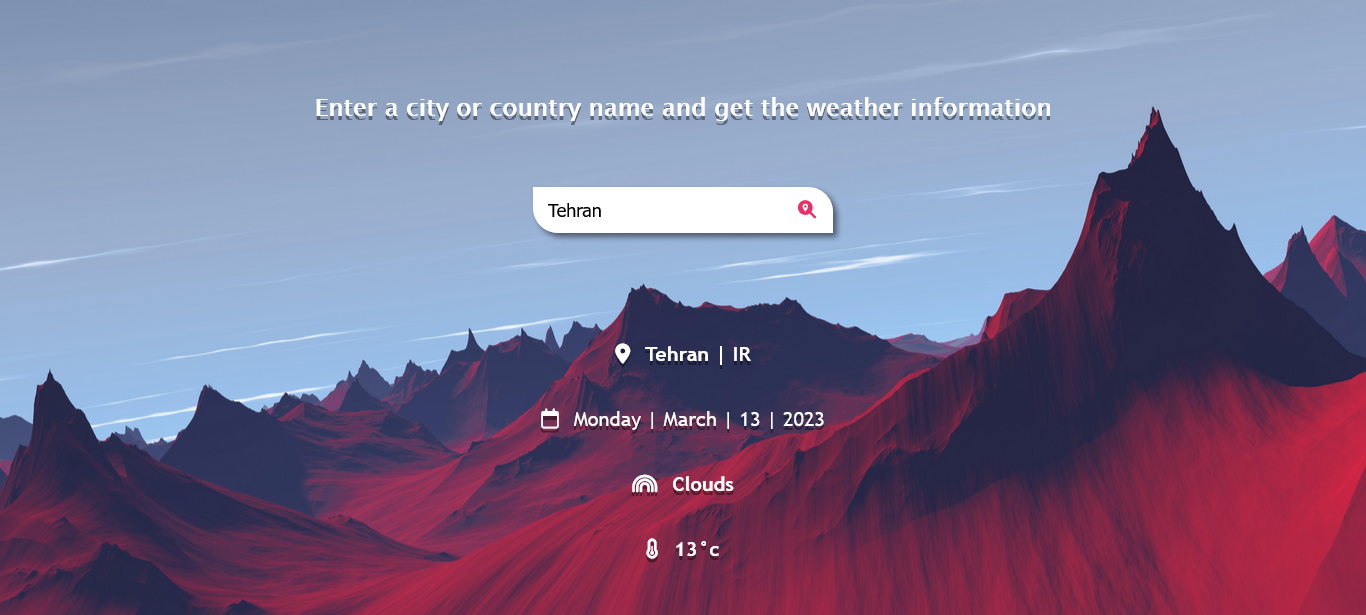 Enter a city or country name and get the weather information
Tehran
Tehran | IR
Monday | March | 13 | 2023
Clouds
13°c